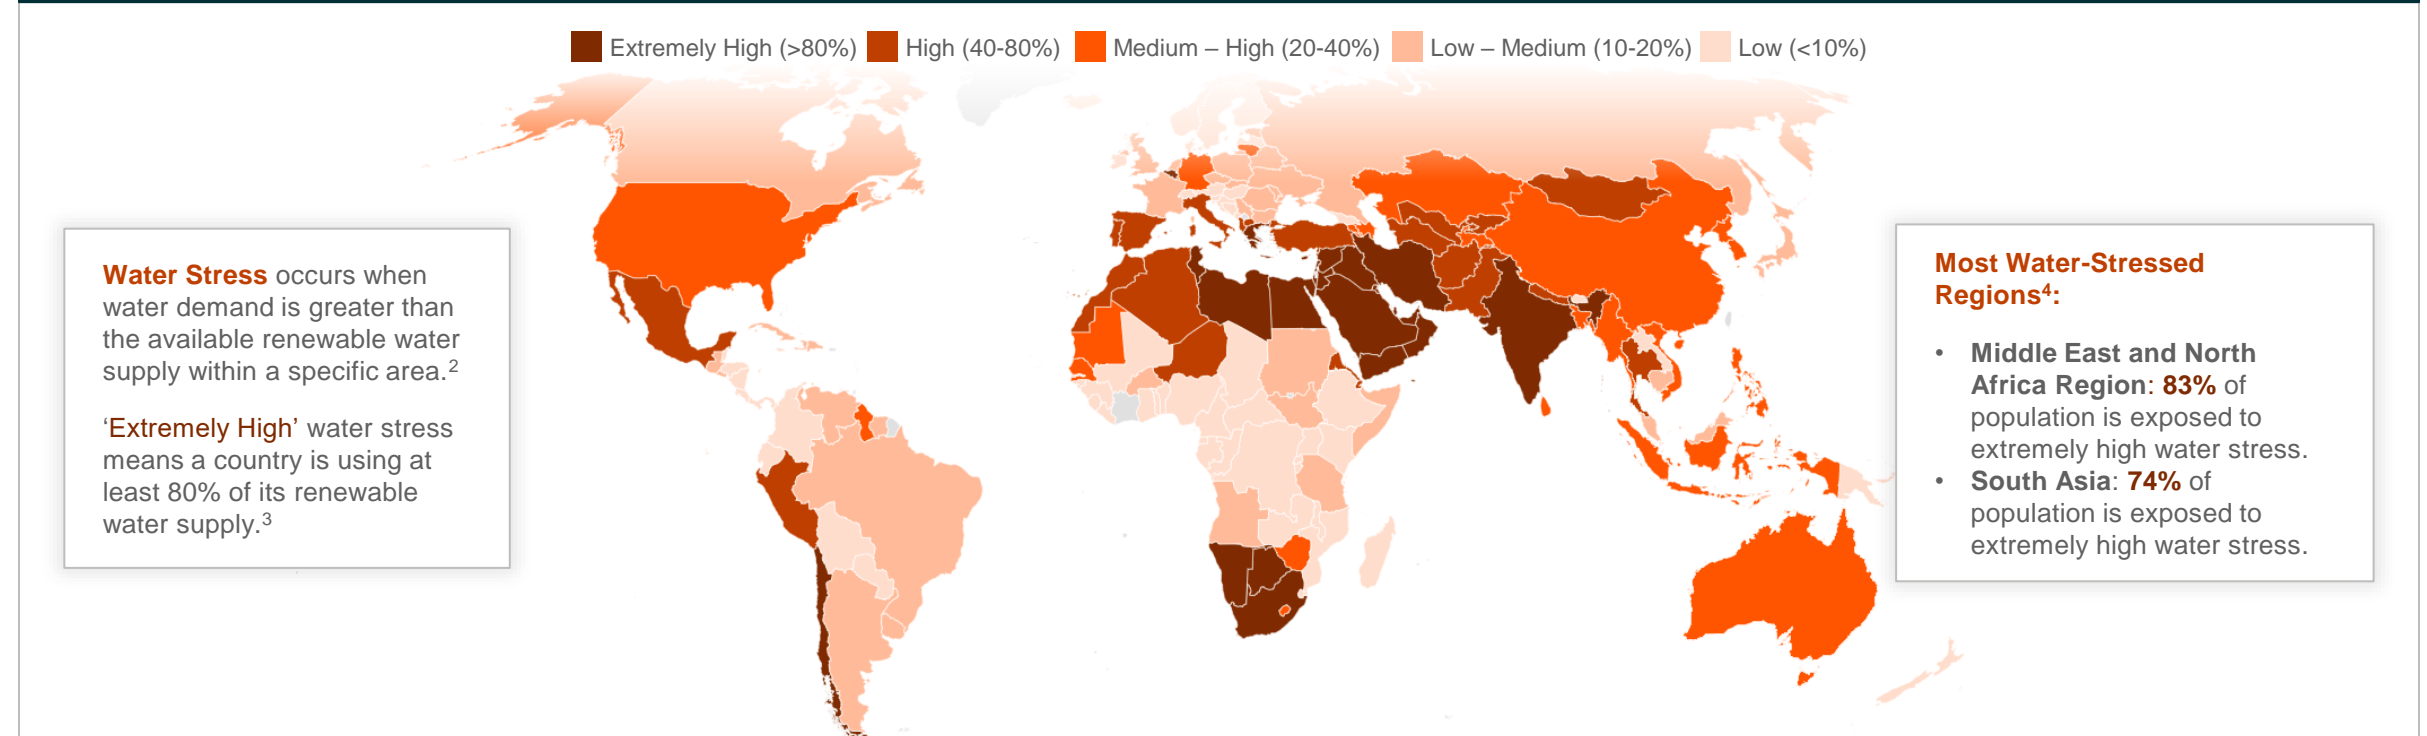 Extremely High (>80%) High (40-80%) Medium – High (20-40%) Low – Medium (10-20%) Low (<10%)
Water Stress occurs when
water demand is greater than
the available renewable water
supply within a specific area.²
‘Extremely High’ water stress
means a country is using at
least 80% of its renewable
water supply.³
Most Water-Stressed
Regions⁴:
• Middle East and North
Africa Region: 83% of
population is exposed to
extremely high water stress.
• South Asia: 74% of
population is exposed to
extremely high water stress.